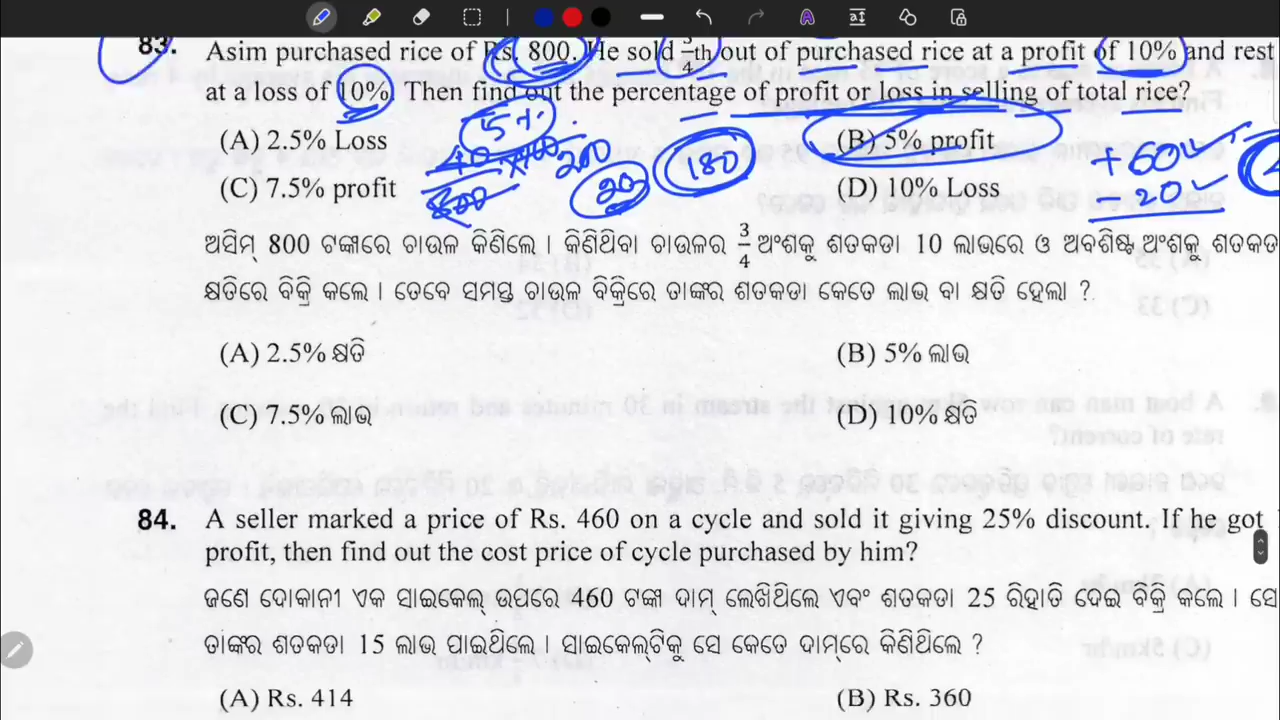 83. Asim purchased rice of Rs. 800. He sold 3/4 th out of purchased rice at a profit of 10% and rest
at a loss of 10%. Then find out the percentage of profit or loss in selling of total rice?
5%
(A) 2.5% Loss (B) 5% profit
40 200 180 + 60
(C) 7.5% profit 800 20 (D) 10% Loss 20
ଅସିମ୍ 800 ଟଙ୍କାରେ ଚାଉଳ କିଣିଲେ । କିଣିଥିବା ଚାଉଳର 3/4 ଅଂଶକୁ ଶତକଡା 10 ଲାଭରେ ଓ ଅବଶିଷ୍ଟ ଅଂଶକୁ ଶତକଡ
କ୍ଷତିରେ ବିକ୍ରି କଲେ । ତେବେ ସମସ୍ତ ଚାଉଳ ବିକ୍ରିରେ ତାଙ୍କର ଶତକଡା କେତେ ଲାଭ ବା କ୍ଷତି ହେଲା ?
(A) 2.5% କ୍ଷତି (B) 5% ଲାଭ
(C) 7.5% ଲାଭ (D) 10% କ୍ଷତି
84. A seller marked a price of Rs. 460 on a cycle and sold it giving 25% discount. If he got
profit, then find out the cost price of cycle purchased by him?
ଜଣେ ଦୋକାନୀ ଏକ ସାଇକେଲ୍ ଉପରେ 460 ଟଙ୍କା ଦାମ୍ ଲେଖିଥିଲେ ଏବଂ ଶତକଡା 25 ରିହାତି ଦେଇ ବିକ୍ରି କଲେ । ସେ
ତାଙ୍କର ଶତକଡା 15 ଲାଭ ପାଇଥିଲେ । ସାଇକେଲ୍‌ଟିକୁ ସେ କେତେ ଦାମ୍‌ରେ କିଣିଥିଲେ ?
(A) Rs. 414 (B) Rs. 360